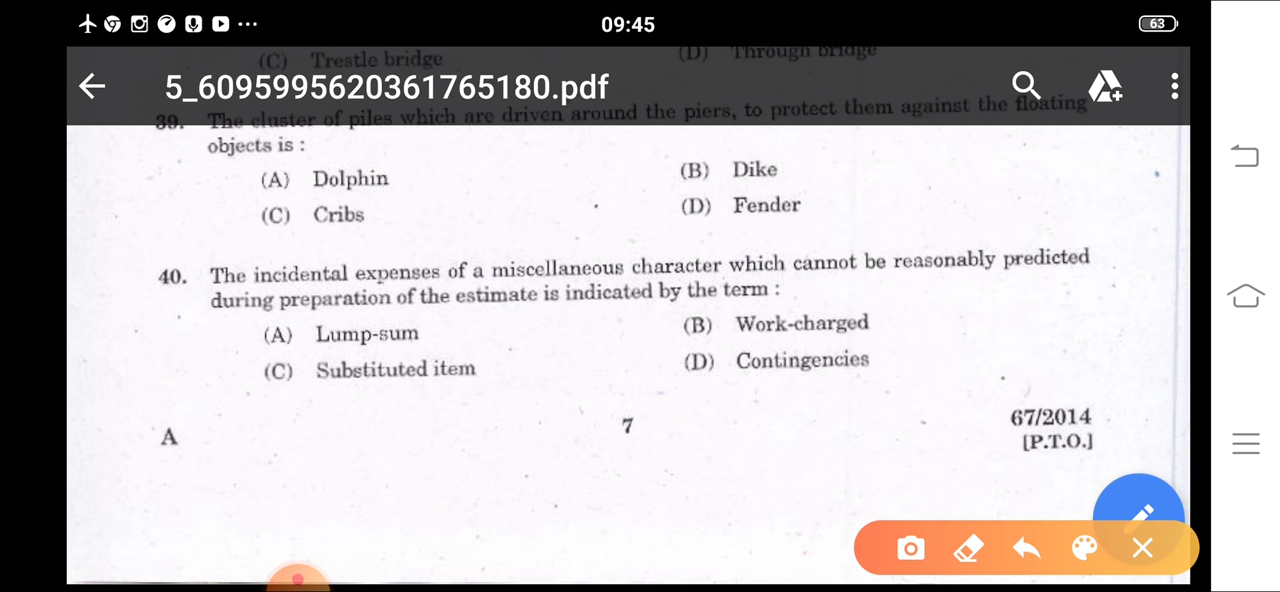 09:45
63
(C) Trestle bridge
(D) Through bridge
5_6095995620361765180.pdf
39. The cluster of piles which are driven around the piers, to protect them against the floating
objects is :
(A) Dolphin
(B) Dike
(C) Cribs
(D) Fender
40. The incidental expenses of a miscellaneous character which cannot be reasonably predicted
during preparation of the estimate is indicated by the term :
(A) Lump-sum
(B) Work-charged
(C) Substituted item
(D) Contingencies
A
7
67/2014
[P.T.O.]